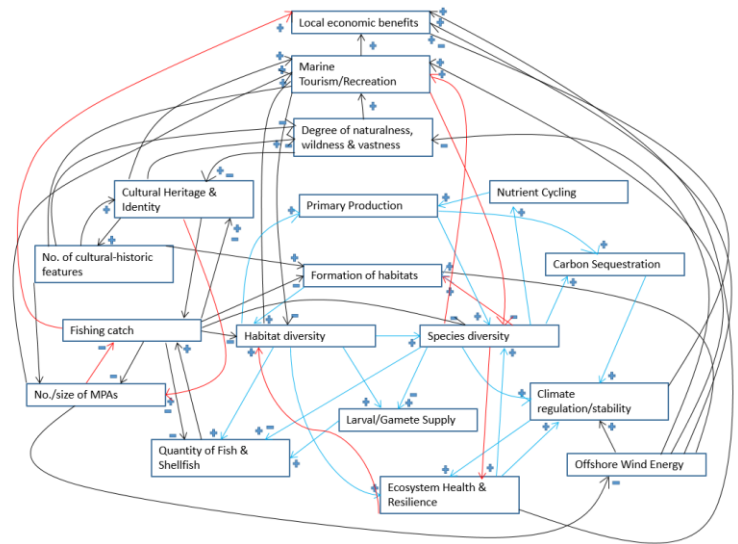 Local economic benefits
Marine
Tourism/Recreation
Degree of naturalness,
wildness & vastness
Cultural Heritage &
Identity
Nutrient Cycling
Primary Production
No. of cultural-historic
features
Carbon Sequestration
Formation of habitats
Fishing catch
Habitat diversity
Species diversity
No./size of MPAs
Climate
regulation/stability
Larval/Gamete Supply
Quantity of Fish &
Shellfish
Offshore Wind Energy
Ecosystem Health &
Resilience